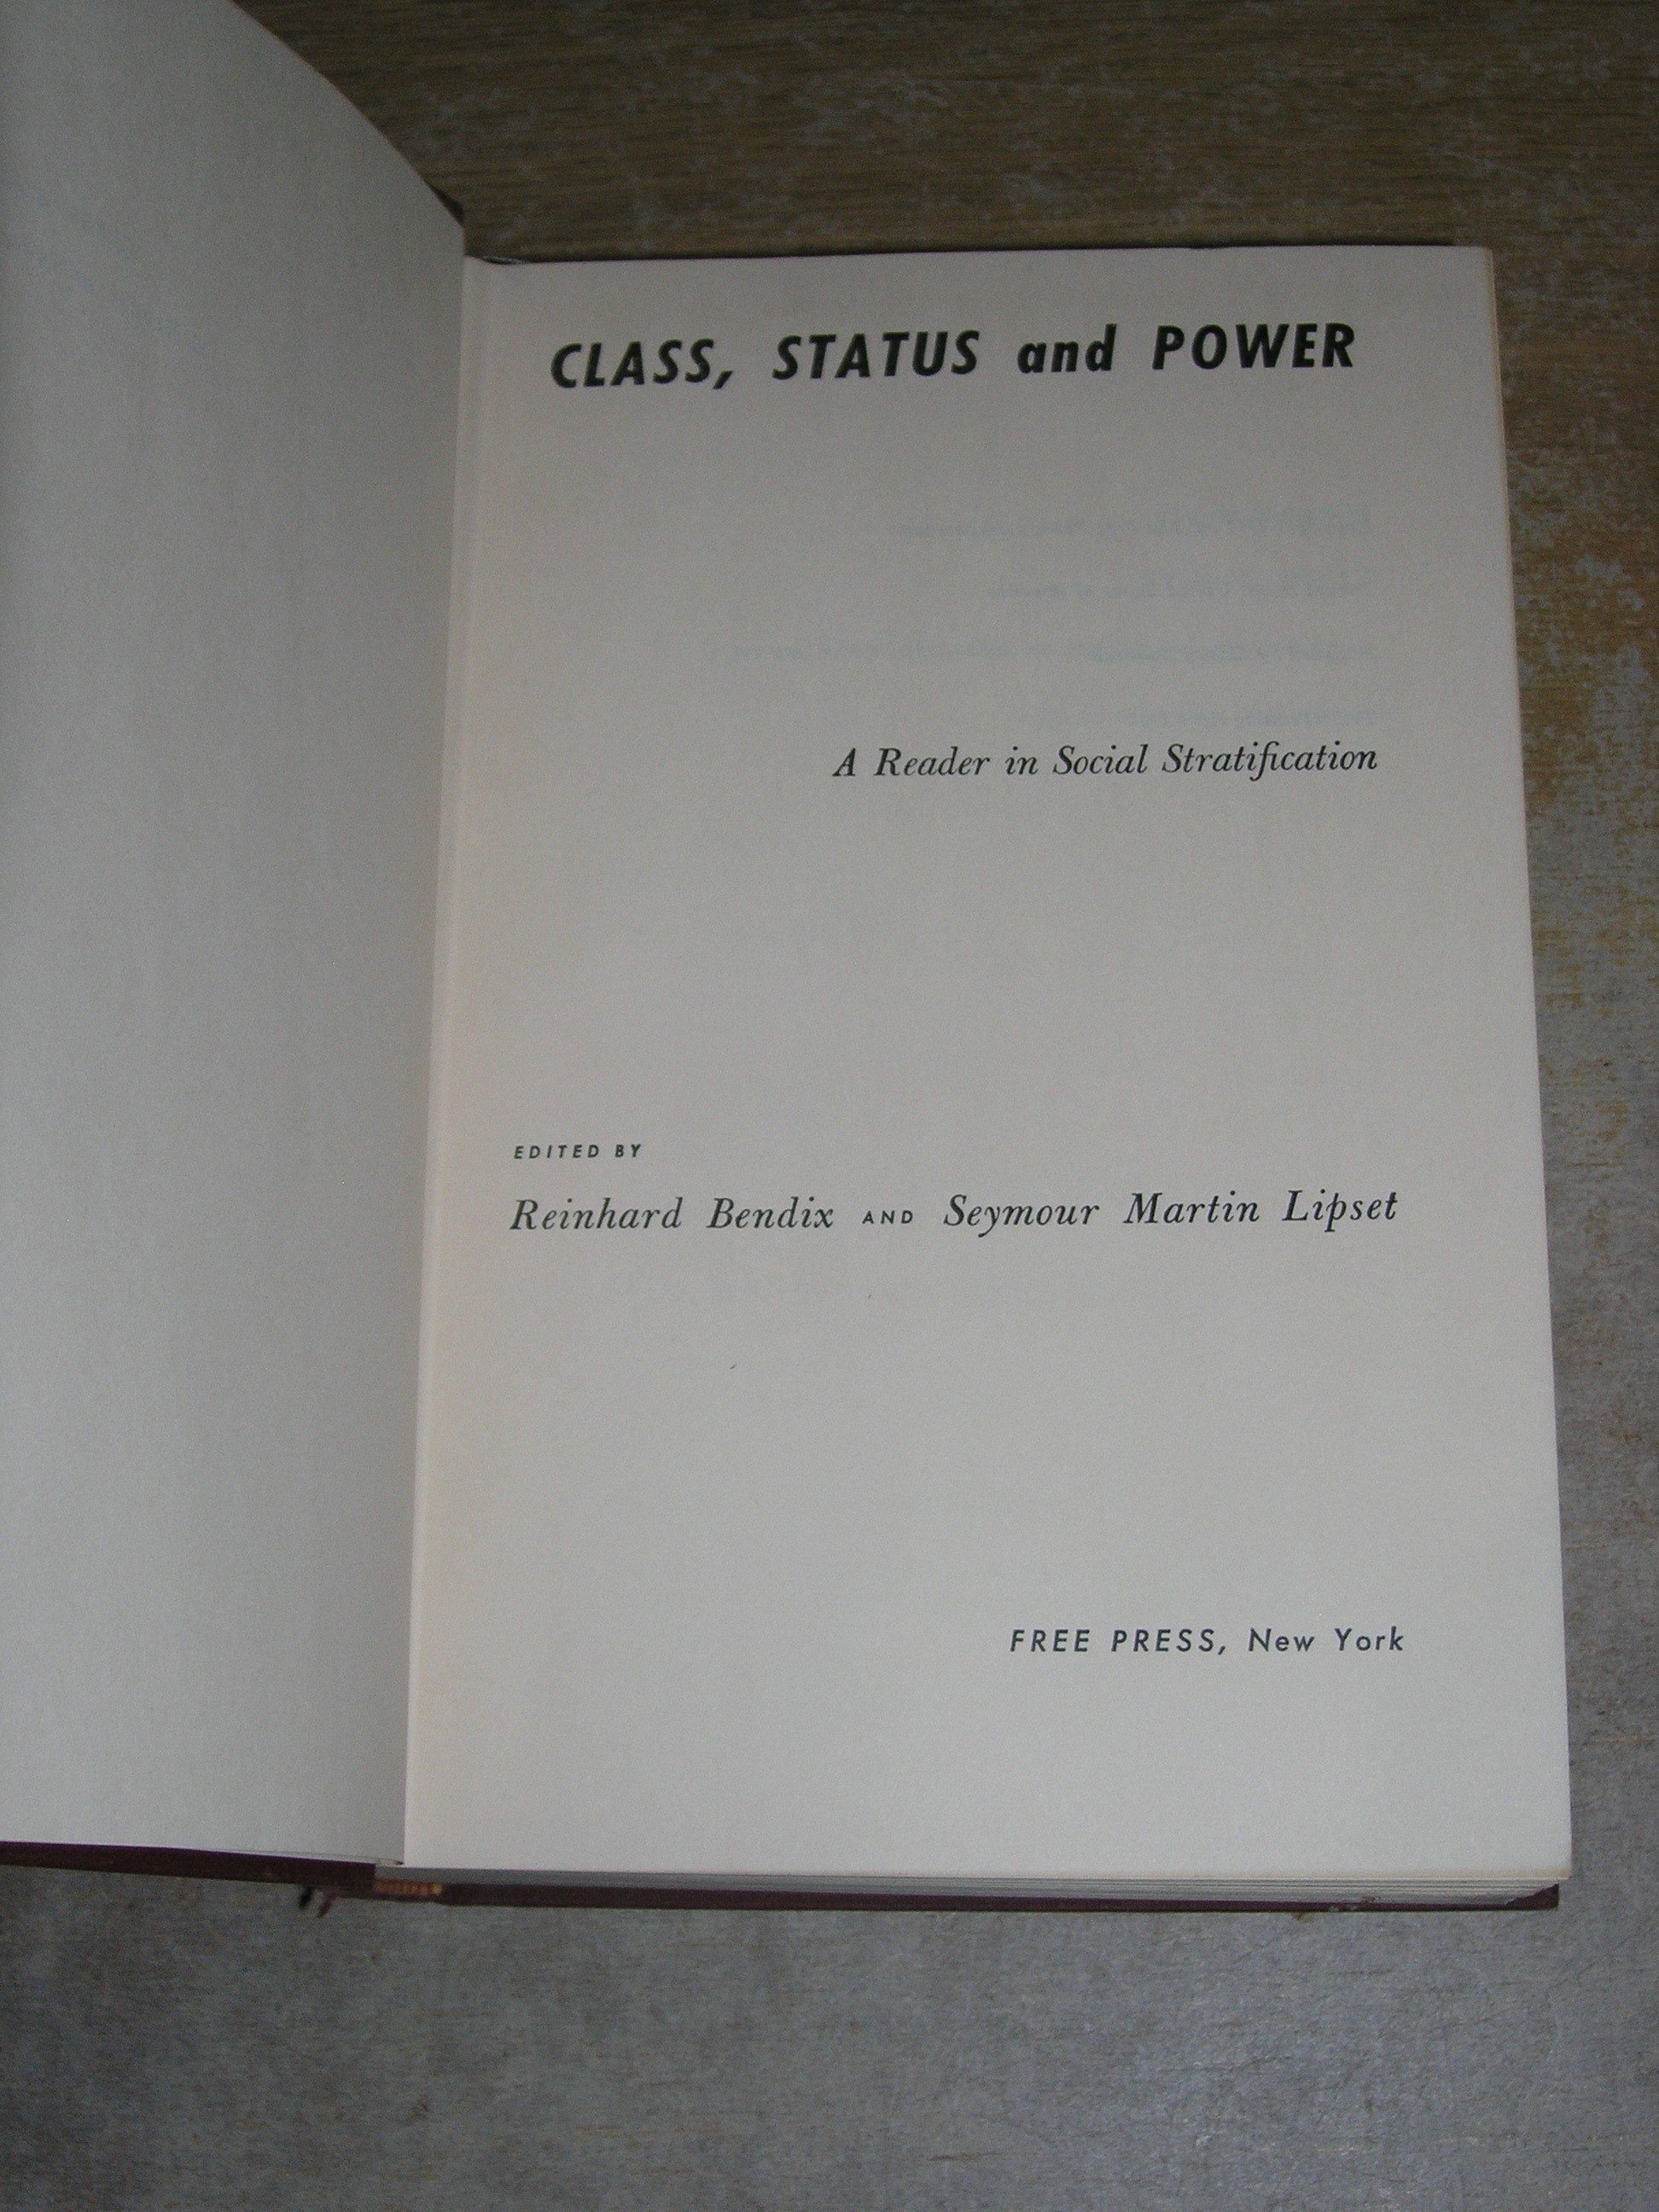 CLASS, STATUS and POWER
A Reader in Social Stratification
EDITED BY
Reinhard Bendix AND Seymour Martin Lipset
FREE PRESS, New York